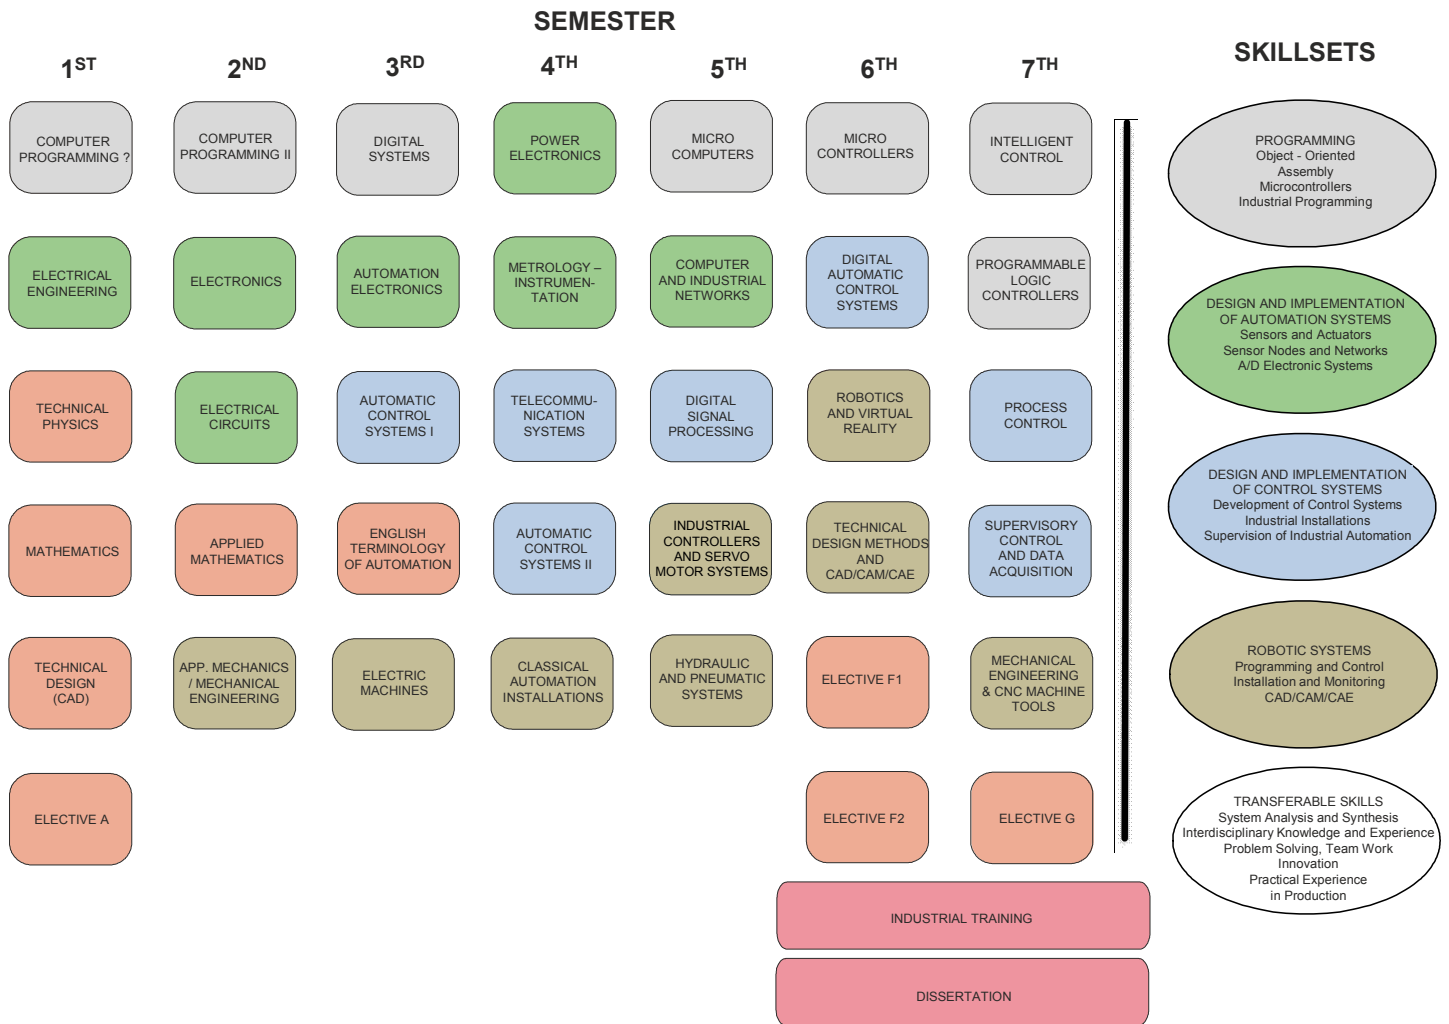 SEMESTER
SKILLSETS
1ST
2ND
3RD
4TH
5TH
6TH
7TH
COMPUTER
PROGRAMMING ?
COMPUTER
PROGRAMMING II
DIGITAL
SYSTEMS
POWER
ELECTRONICS
MICRO
COMPUTERS
MICRO
CONTROLLERS
INTELLIGENT
CONTROL
PROGRAMMING
Object - Oriented
Assembly
Microcontrollers
Industrial Programming
ELECTRICAL
ENGINEERING
ELECTRONICS
AUTOMATION
ELECTRONICS
METROLOGY –
INSTRUMEN-
TATION
COMPUTER
AND INDUSTRIAL
NETWORKS
DIGITAL
AUTOMATIC
CONTROL
SYSTEMS
PROGRAMMABLE
LOGIC
CONTROLLERS
DESIGN AND IMPLEMENTATION
OF AUTOMATION SYSTEMS
Sensors and Actuators
Sensor Nodes and Networks
A/D Electronic Systems
TECHNICAL
PHYSICS
ELECTRICAL
CIRCUITS
AUTOMATIC
CONTROL
SYSTEMS I
TELECOMMU-
NICATION
SYSTEMS
DIGITAL
SIGNAL
PROCESSING
ROBOTICS
AND VIRTUAL
REALITY
PROCESS
CONTROL
DESIGN AND IMPLEMENTATION
OF CONTROL SYSTEMS
Development of Control Systems
Industrial Installations
Supervision of Industrial Automation
MATHEMATICS
APPLIED
MATHEMATICS
ENGLISH
TERMINOLOGY
OF AUTOMATION
AUTOMATIC
CONTROL
SYSTEMS II
INDUSTRIAL
CONTROLLERS
AND SERVO
MOTOR SYSTEMS
TECHNICAL
DESIGN METHODS
AND
CAD/CAM/CAE
SUPERVISORY
CONTROL
AND DATA
ACQUISITION
TECHNICAL
DESIGN
(CAD)
APP. MECHANICS
/ MECHANICAL
ENGINEERING
ELECTRIC
MACHINES
CLASSICAL
AUTOMATION
INSTALLATIONS
HYDRAULIC
AND PNEUMATIC
SYSTEMS
ELECTIVE F1
MECHANICAL
ENGINEERING
& CNC MACHINE
TOOLS
ROBOTIC SYSTEMS
Programming and Control
Installation and Monitoring
CAD/CAM/CAE
ELECTIVE A
ELECTIVE F2
ELECTIVE G
TRANSFERABLE SKILLS
System Analysis and Synthesis
Interdisciplinary Knowledge and Experience
Problem Solving, Team Work
Innovation
Practical Experience
in Production
INDUSTRIAL TRAINING
DISSERTATION